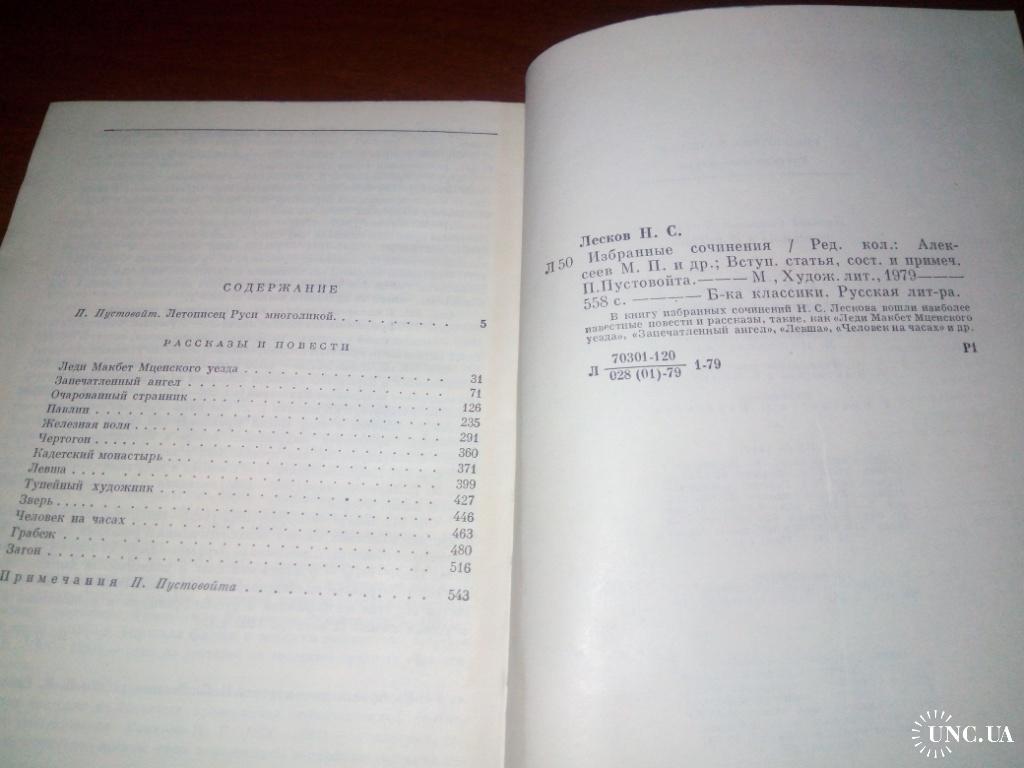 СОДЕРЖАНИЕ
П. Пустовойт. Летописец Руси многоликой. . . . . . . . . 5
РАССКАЗЫ И ПОВЕСТИ
Леди Макбет Мценского уезда . . . . . . . . . . . 31
Запечатленный ангел . . . . . . . . . . . . . . 71
Очарованный странник . . . . . . . . . . . . . 126
Павлин . . . . . . . . . . . . . . . . . . 235
Железная воля . . . . . . . . . . . . . . . . 291
Чертогон . . . . . . . . . . . . . . . . . . 360
Кадетский монастырь . . . . . . . . . . . . . . 371
Левша . . . . . . . . . . . . . . . . . . . 399
Тупейный художник . . . . . . . . . . . . . . 427
Зверь . . . . . . . . . . . . . . . . . . . 446
Человек на часах . . . . . . . . . . . . . . . 463
Грабеж . . . . . . . . . . . . . . . . . . 480
Загон . . . . . . . . . . . . . . . . . . . 516
Примечания П. Пустовойта . . . . . . . . . . . . 543
Лесков Н. С.
Л 50 Избранные сочинения / Ред. кол.: Алек-
сеев М. П. и др.; Вступ. статья, сост. и примеч.
П.Пустовойта.——— М , Худож. лит., 1979———
558 с. ——— Б-ка классики. Русская лит-ра.
В книгу избранных сочинений Н. С. Лескова вошли наиболее
известные повести и рассказы, такие, как «Леди Макбет Мценского
уезда», «Запечатленный ангел», «Левша», «Человек на часах» и др.
Л 70301-120 1-79
028 (01)-79
Р1
UNC.UA